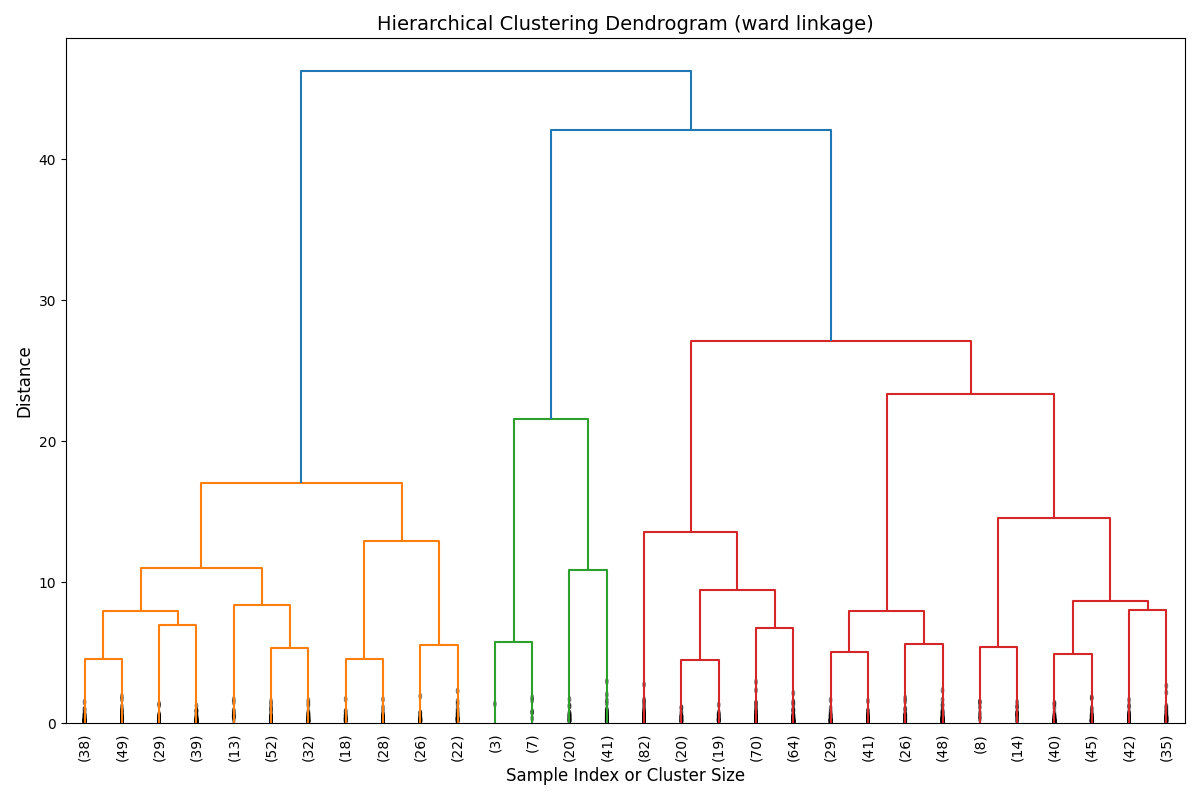 Hierarchical Clustering Dendrogram (ward linkage)
40
30
20
10
0
Distance
(38) (49) (29) (39) (13) (52) (32) (18) (28) (26) (22) (3) (7) (20) (41) (82) (20) (19) (70) (64) (29) (41) (26) (48) (8) (14) (40) (45) (42) (35)
Sample Index or Cluster Size